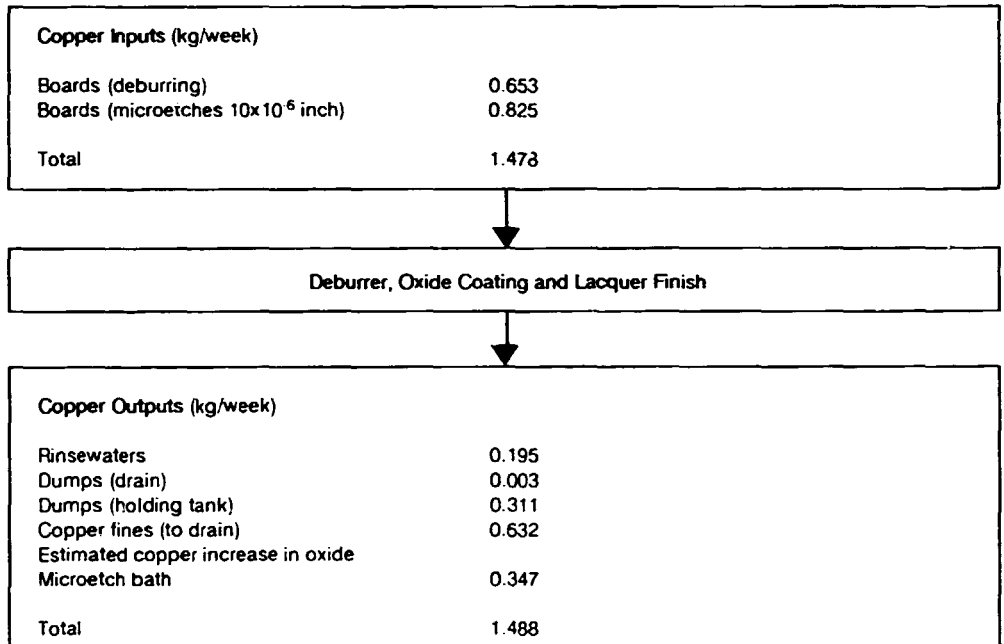 Copper Inputs (kg/week)
Boards (deburring) 0.653
Boards (microetches 10x10⁻⁶ inch) 0.825
Total 1.478
Deburrer, Oxide Coating and Lacquer Finish
Copper Outputs (kg/week)
Rinsewaters 0.195
Dumps (drain) 0.003
Dumps (holding tank) 0.311
Copper fines (to drain) 0.632
Estimated copper increase in oxide
Microetch bath 0.347
Total 1.488